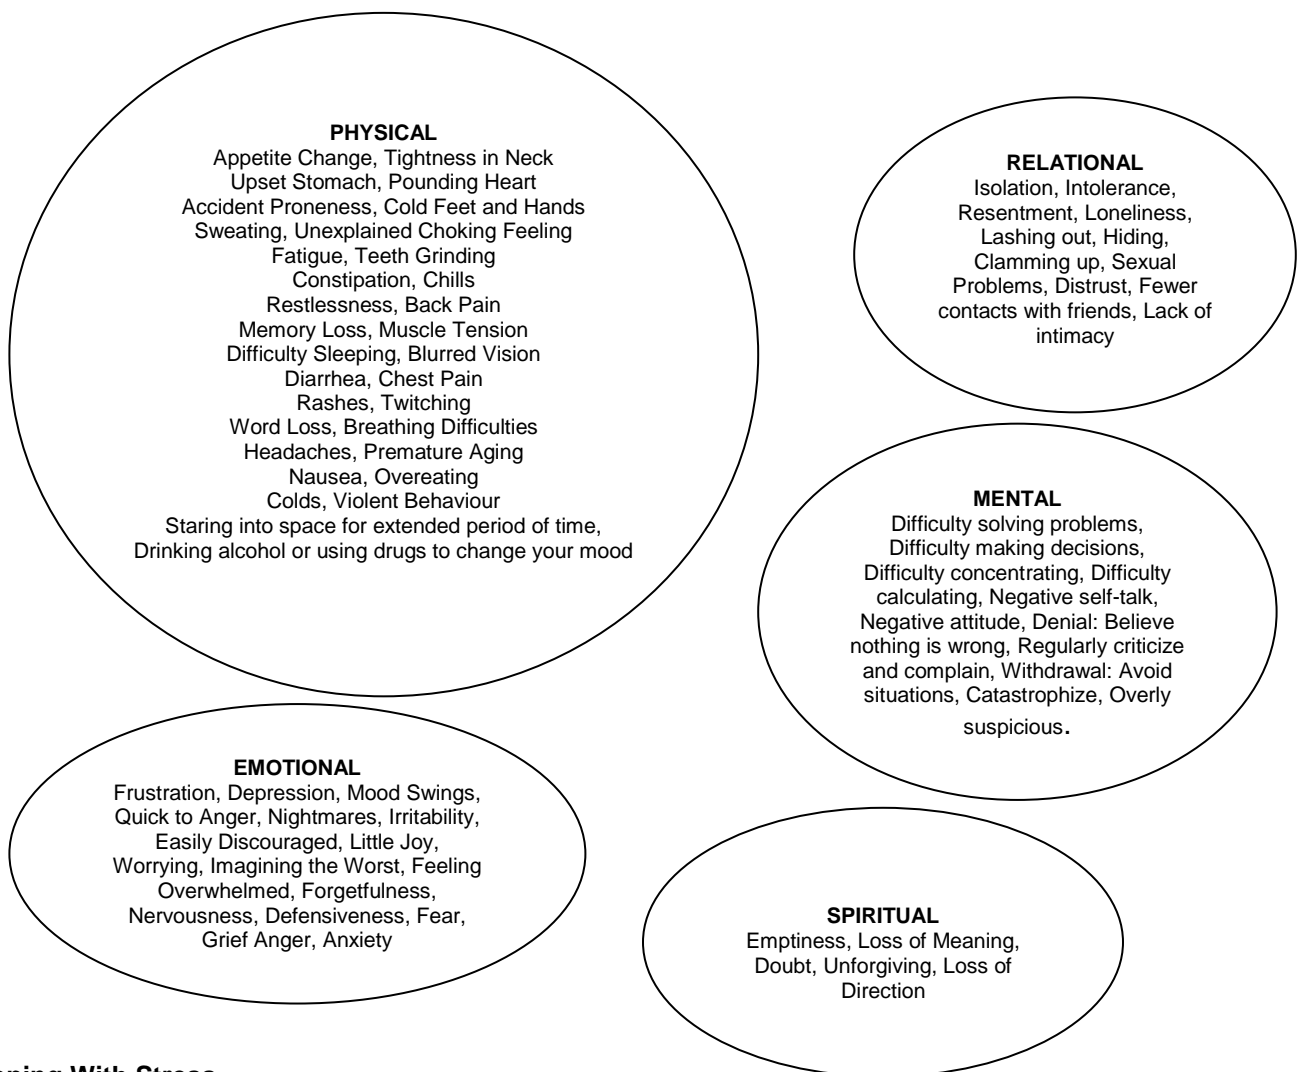 PHYSICAL
Appetite Change, Tightness in Neck
Upset Stomach, Pounding Heart
Accident Proneness, Cold Feet and Hands
Sweating, Unexplained Choking Feeling
Fatigue, Teeth Grinding
Constipation, Chills
Restlessness, Back Pain
Memory Loss, Muscle Tension
Difficulty Sleeping, Blurred Vision
Diarrhea, Chest Pain
Rashes, Twitching
Word Loss, Breathing Difficulties
Headaches, Premature Aging
Nausea, Overeating
Colds, Violent Behaviour
Staring into space for extended period of time,
Drinking alcohol or using drugs to change your mood
RELATIONAL
Isolation, Intolerance,
Resentment, Loneliness,
Lashing out, Hiding,
Clamming up, Sexual
Problems, Distrust, Fewer
contacts with friends, Lack of
intimacy
MENTAL
Difficulty solving problems,
Difficulty making decisions,
Difficulty concentrating, Difficulty
calculating, Negative self-talk,
Negative attitude, Denial: Believe
nothing is wrong, Regularly criticize
and complain, Withdrawal: Avoid
situations, Catastrophize, Overly
suspicious.
EMOTIONAL
Frustration, Depression, Mood Swings,
Quick to Anger, Nightmares, Irritability,
Easily Discouraged, Little Joy,
Worrying, Imagining the Worst, Feeling
Overwhelmed, Forgetfulness,
Nervousness, Defensiveness, Fear,
Grief Anger, Anxiety
SPIRITUAL
Emptiness, Loss of Meaning,
Doubt, Unforgiving, Loss of
Direction
With Stress